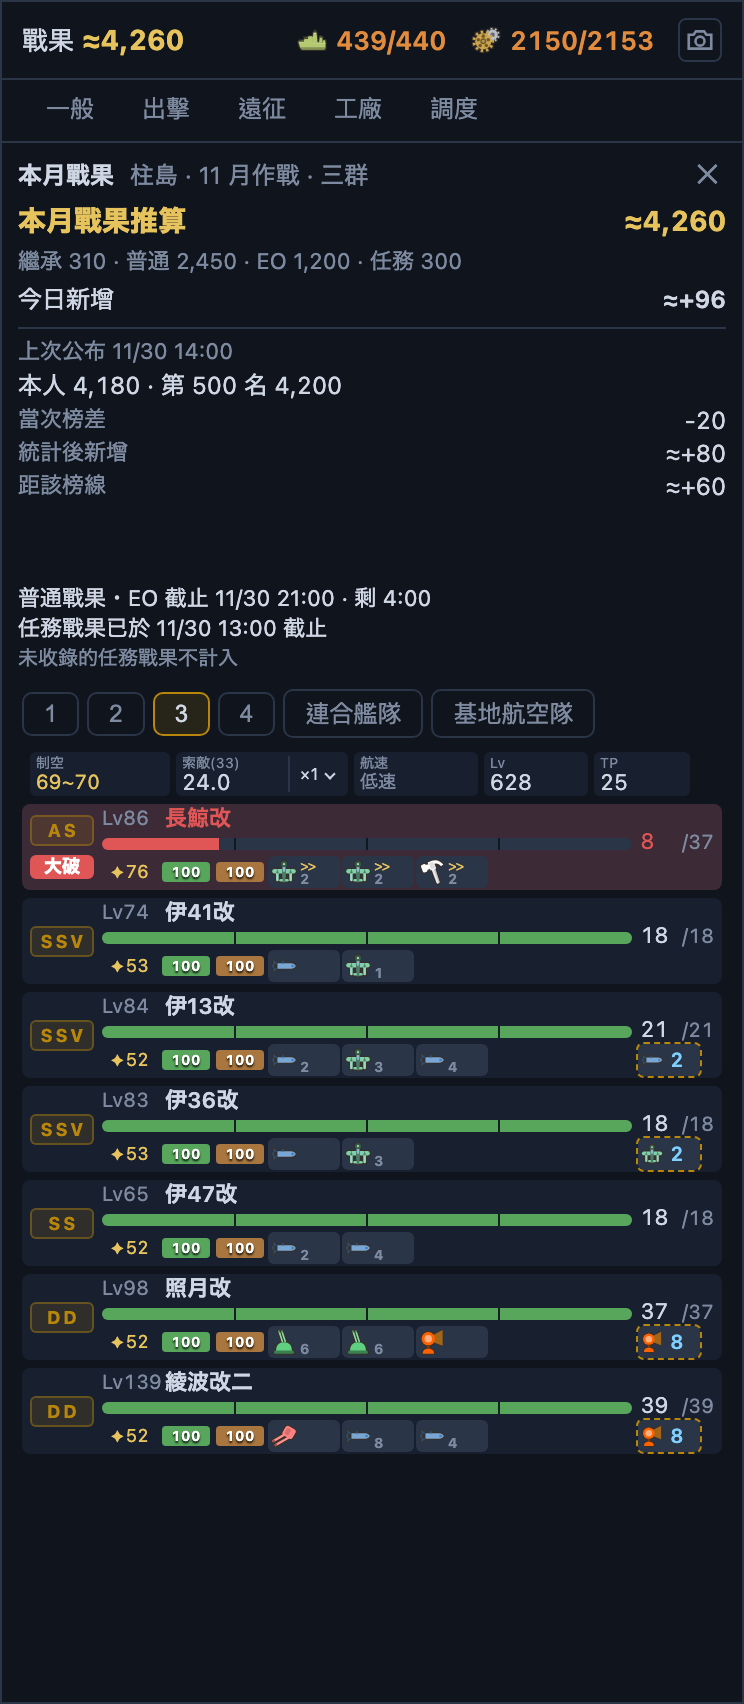 戰果 ≈4,260 439/440 2150/2153
一般 出擊 遠征 工廠 調度
本月戰果 柱島 · 11 月作戰 · 三群
本月戰果推算 ≈4,260
繼承 310 · 普通 2,450 · EO 1,200 · 任務 300
今日新增 ≈+96
上次公布 11/30 14:00
本人 4,180 · 第 500 名 4,200
當次榜差 -20
統計後新增 ≈+80
距該榜線 ≈+60
普通戰果・EO 截止 11/30 21:00 · 剩 4:00
任務戰果已於 11/30 13:00 截止
未收錄的任務戰果不計入
1 2 3 4 連合艦隊 基地航空隊
制空 索敵(33) 航速 Lv TP
69~70 24.0 ×1 低速 628 25
AS Lv86 長鯨改 8 /37
大破 ✦76 100 100 >> 2 >> 2 >> 2
Lv74 伊41改
SSV 18 /18
✦53 100 100 1
Lv84 伊13改
SSV 21 /21
✦52 100 100 2 3 4 2
Lv83 伊36改
SSV 18 /18
✦53 100 100 3 2
Lv65 伊47改
SS 18 /18
✦52 100 100 2 4
Lv98 照月改
DD 37 /37
✦52 100 100 6 6 8
Lv139 綾波改二
DD 39 /39
✦52 100 100 8 4 8